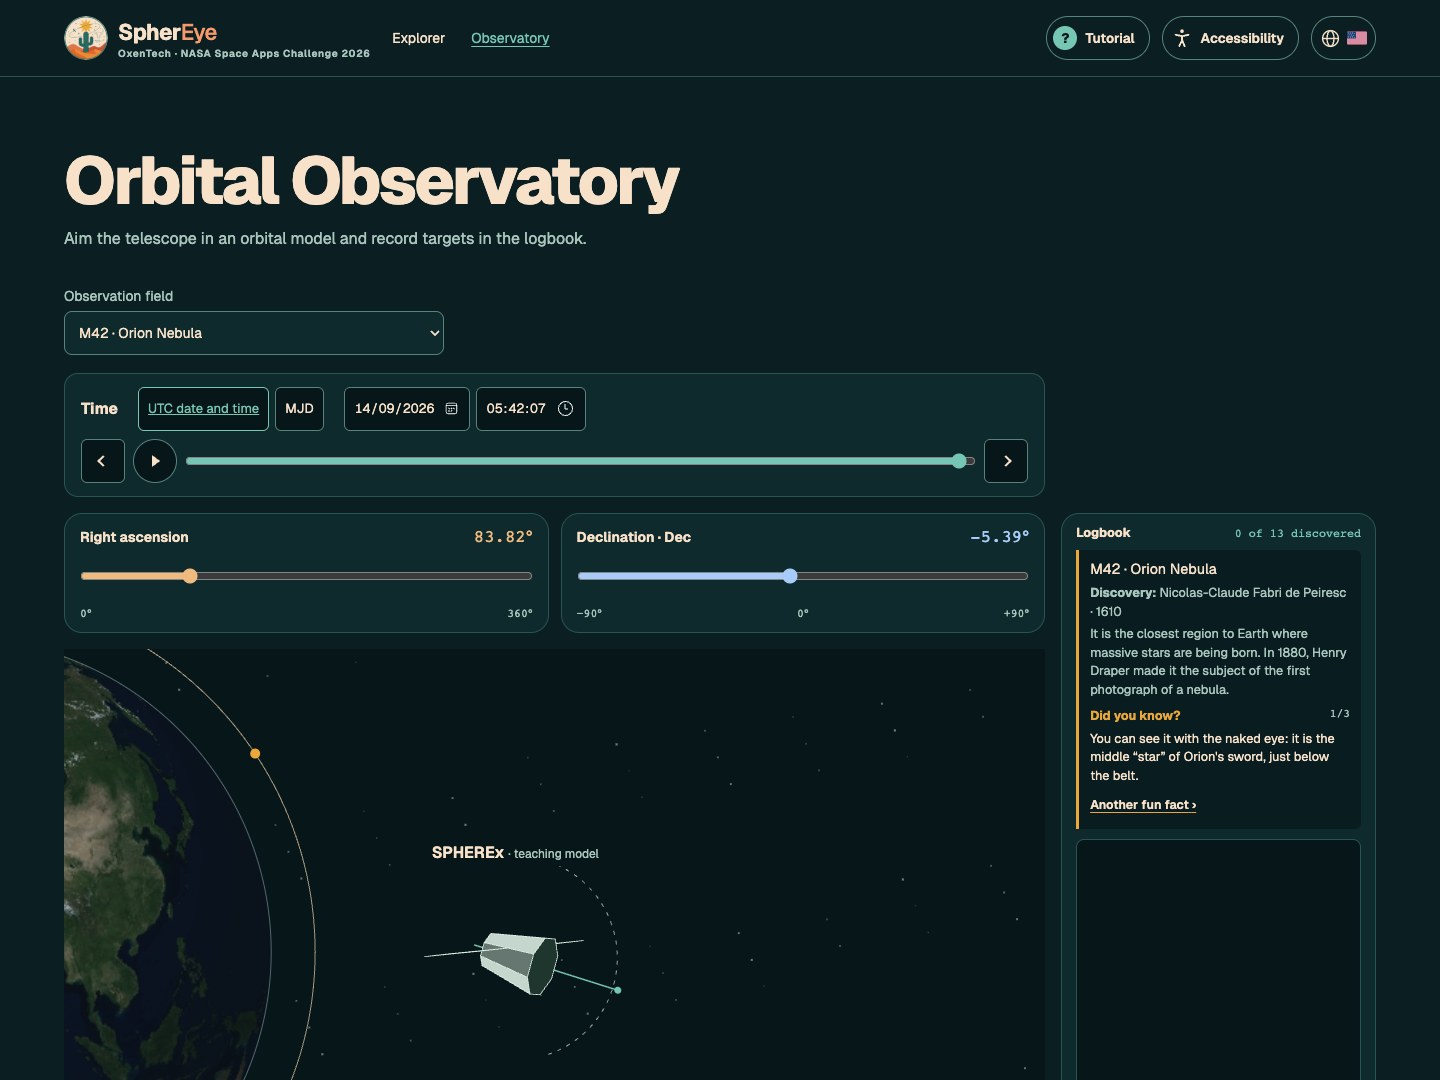 SpherEye
OxenTech · NASA Space Apps Challenge 2026
Explorer
Observatory
? Tutorial
Accessibility
Orbital Observatory
Aim the telescope in an orbital model and record targets in the logbook.
Observation field
M42 · Orion Nebula
Time
UTC date and time
MJD
14/09/2026
05:42:07
Right ascension
83.82°
0°
360°
Declination · Dec
−5.39°
−90°
0°
+90°
Logbook
0 of 13 discovered
M42 · Orion Nebula
Discovery: Nicolas-Claude Fabri de Peiresc
· 1610
It is the closest region to Earth where
massive stars are being born. In 1880, Henry
Draper made it the subject of the first
photograph of a nebula.
Did you know?
1/3
You can see it with the naked eye: it is the
middle “star” of Orion's sword, just below
the belt.
Another fun fact ›
SPHEREx · teaching model